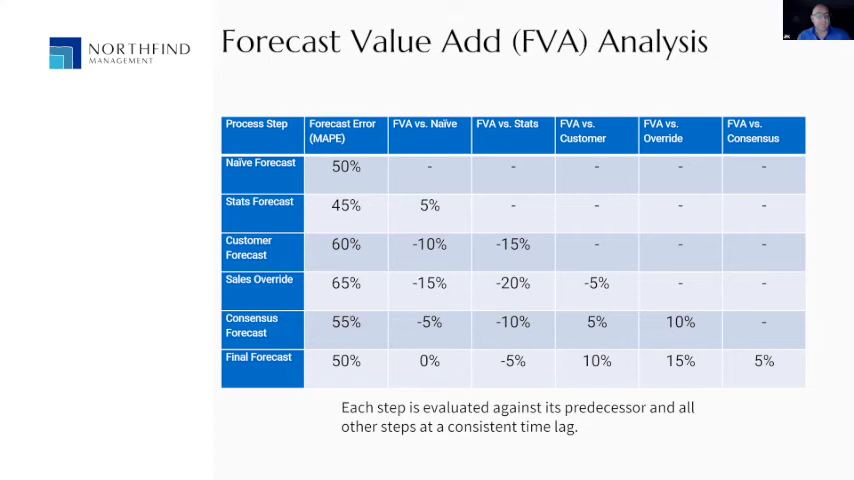 NORTHFIND
MANAGEMENT
Forecast Value Add (FVA) Analysis
Process Step Forecast Error (MAPE) FVA vs. Naïve FVA vs. Stats FVA vs. Customer FVA vs. Override FVA vs. Consensus
Naïve Forecast 50% - - - - -
Stats Forecast 45% 5% - - - -
Customer Forecast 60% -10% -15% - - -
Sales Override 65% -15% -20% -5% - -
Consensus Forecast 55% -5% -10% 5% 10% -
Final Forecast 50% 0% -5% 10% 15% 5%
Each step is evaluated against its predecessor and all
other steps at a consistent time lag.